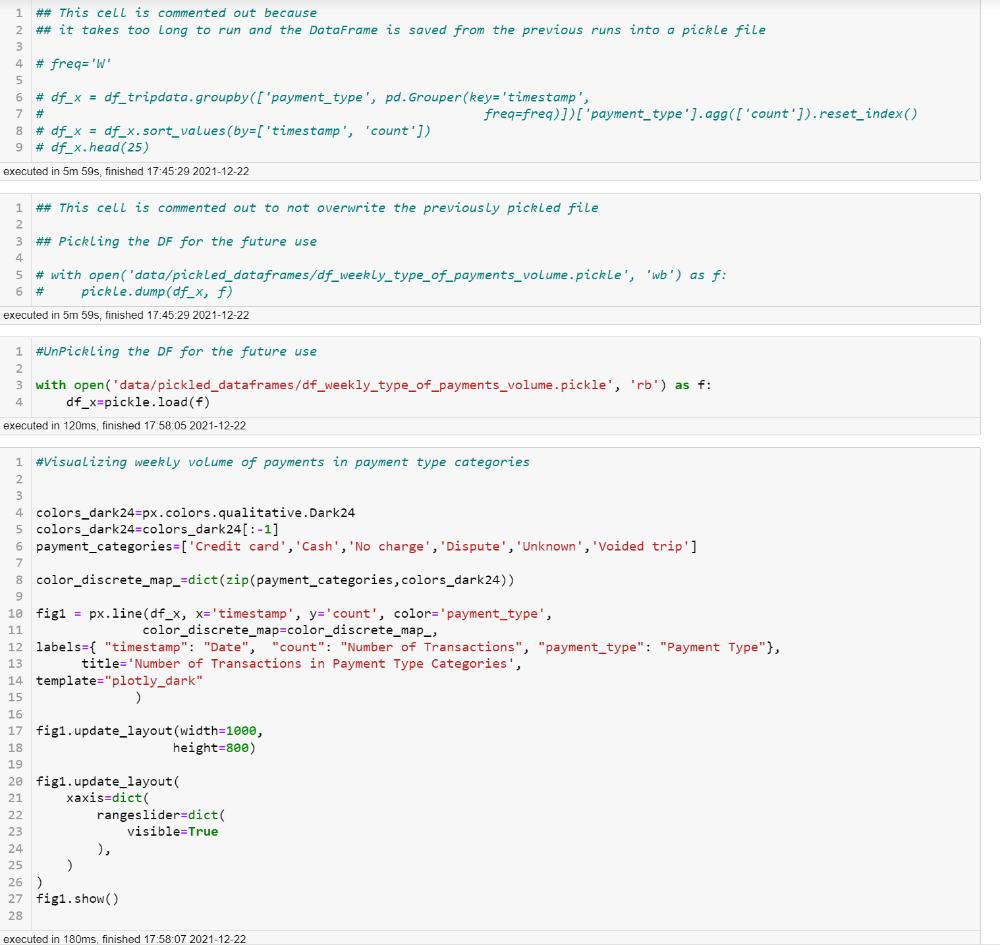 1 ## This cell is commented out because
2 ## it takes too long to run and the DataFrame is saved from the previous runs into a pickle file
3
4 # freq='W'
5
6 # df_x = df_tripdata.groupby(['payment_type', pd.Grouper(key='timestamp',
7 #                                                          freq=freq)])['payment_type'].agg(['count']).reset_index()
8 # df_x = df_x.sort_values(by=['timestamp', 'count'])
9 # df_x.head(25)
executed in 5m 59s, finished 17:45:29 2021-12-22
1 ## This cell is commented out to not overwrite the previously pickled file
2
3 ## Pickling the DF for the future use
4
5 # with open('data/pickled_dataframes/df_weekly_type_of_payments_volume.pickle', 'wb') as f:
6 #     pickle.dump(df_x, f)
executed in 5m 59s, finished 17:45:29 2021-12-22
1 #UnPickling the DF for the future use
2
3 with open('data/pickled_dataframes/df_weekly_type_of_payments_volume.pickle', 'rb') as f:
4     df_x=pickle.load(f)
executed in 120ms, finished 17:58:05 2021-12-22
1 #Visualizing weekly volume of payments in payment type categories
2
3
4 colors_dark24=px.colors.qualitative.Dark24
5 colors_dark24=colors_dark24[:-1]
6 payment_categories=['Credit card','Cash','No charge','Dispute','Unknown','Voided trip']
7
8 color_discrete_map_=dict(zip(payment_categories,colors_dark24))
9
10 fig1 = px.line(df_x, x='timestamp', y='count', color='payment_type',
11               color_discrete_map=color_discrete_map_,
12 labels={ "timestamp": "Date",  "count": "Number of Transactions", "payment_type": "Payment Type"},
13       title='Number of Transactions in Payment Type Categories',
14 template="plotly_dark"
15              )
16
17 fig1.update_layout(width=1000,
18                   height=800)
19
20 fig1.update_layout(
21     xaxis=dict(
22         rangeslider=dict(
23             visible=True
24         ),
25     )
26 )
27 fig1.show()
28
executed in 180ms, finished 17:58:07 2021-12-22